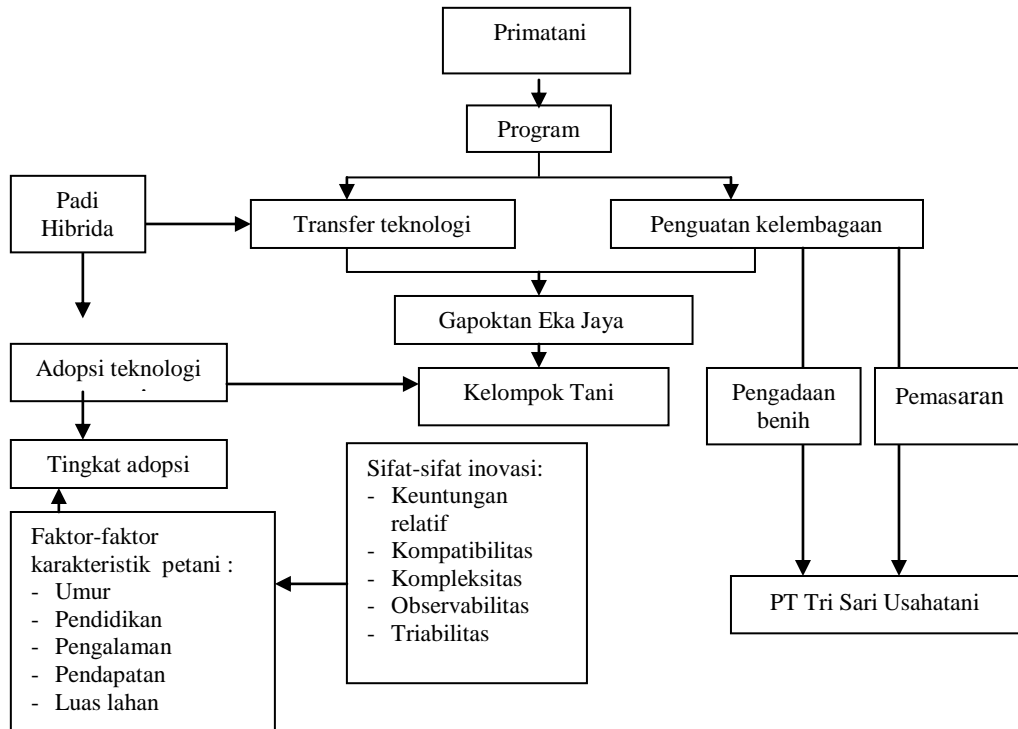 Primatani
Program
Padi
Hibrida
Transfer teknologi
Penguatan kelembagaan
Gapoktan Eka Jaya
Adopsi teknologi
Kelompok Tani
Pengadaan
benih
Pemasaran
Tingkat adopsi
Sifat-sifat inovasi:
- Keuntungan
relatif
- Kompatibilitas
- Kompleksitas
- Observabilitas
- Triabilitas
Faktor-faktor
karakteristik petani :
- Umur
- Pendidikan
- Pengalaman
- Pendapatan
- Luas lahan
PT Tri Sari Usahatani